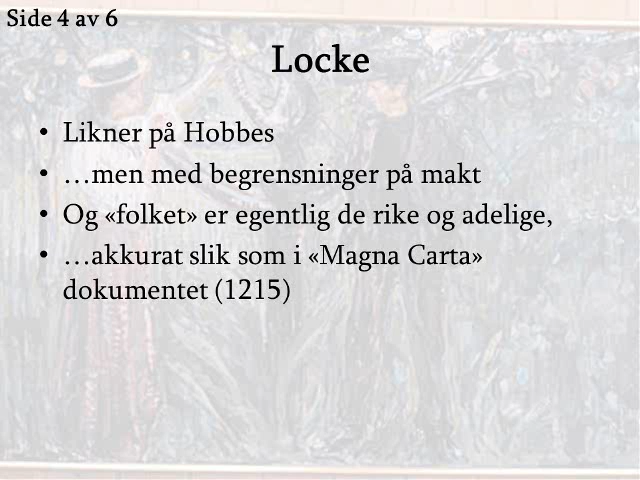 Side 4 av 6
Locke
• Likner på Hobbes
• …men med begrensninger på makt
• Og «folket» er egentlig de rike og adelige,
• …akkurat slik som i «Magna Carta»
dokumentet (1215)